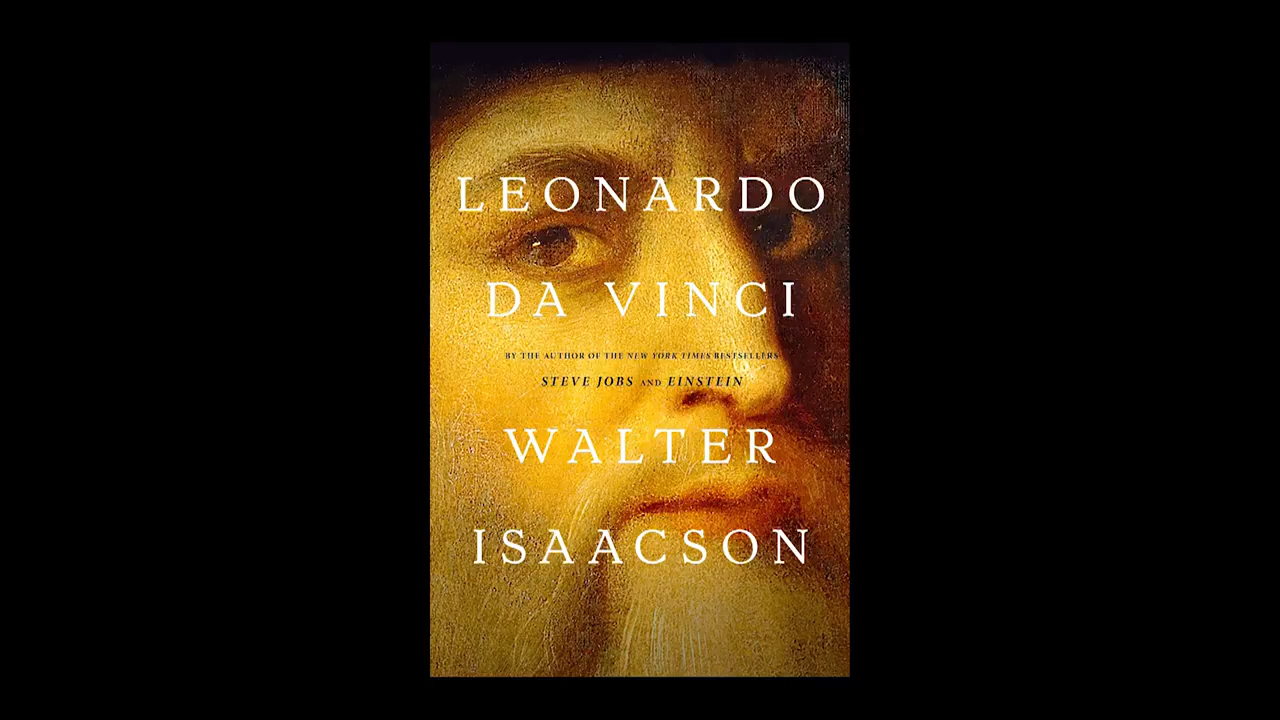 LEONARDO
DA VINCI
BY THE AUTHOR OF THE NEW YORK TIMES BESTSELLERS
STEVE JOBS AND EINSTEIN
WALTER
ISAACSON